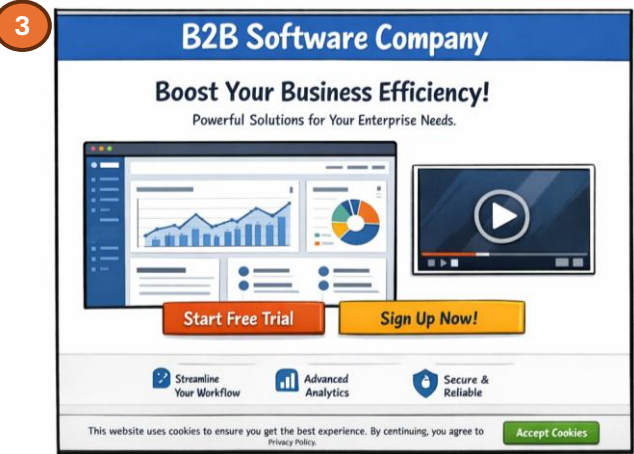 3
B2B Software Company
Boost Your Business Efficiency!
Powerful Solutions for Your Enterprise Needs.
Start Free Trial
Sign Up Now!
Streamline
Your Workflow
Advanced
Analytics
Secure &
Reliable
This website uses cookies to ensure you get the best experience. By continuing, you agree to
Privacy Policy.
Accept Cookies